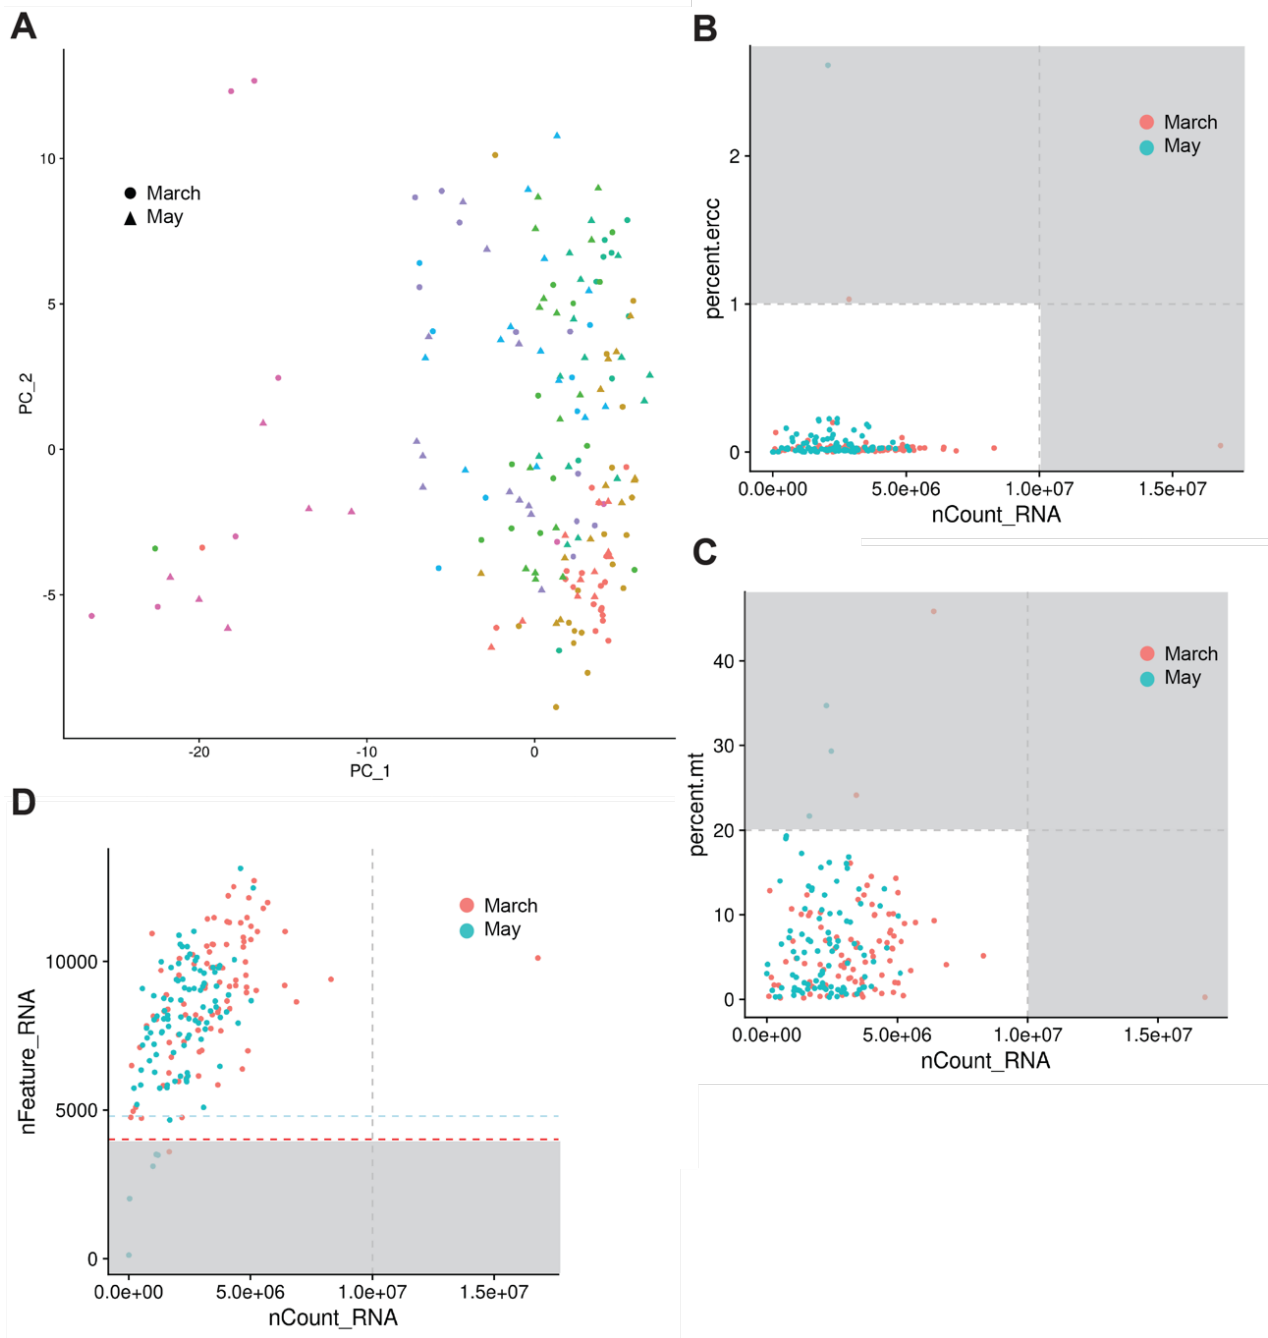 A
10
5
0
-5
-20
-10
0
PC_2
PC_1
March
May
B
2
1
0
percent.ercc
March
May
0.0e+00
5.0e+06
1.0e+07
1.5e+07
nCount_RNA
C
40
30
20
10
0
percent.mt
March
May
0.0e+00
5.0e+06
1.0e+07
1.5e+07
nCount_RNA
D
10000
5000
0
nFeature_RNA
March
May
0.0e+00
5.0e+06
1.0e+07
1.5e+07
nCount_RNA